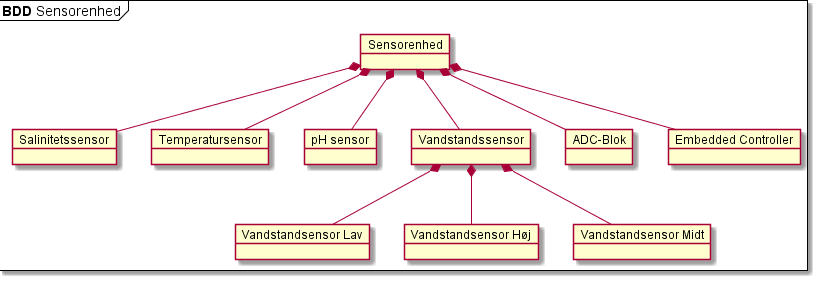 BDD Sensorenhed
Sensorenhed
Salinitetssensor
Temperatursensor
pH sensor
Vandstandssensor
ADC-Blok
Embedded Controller
Vandstandsensor Lav
Vandstandsensor Høj
Vandstandsensor Midt